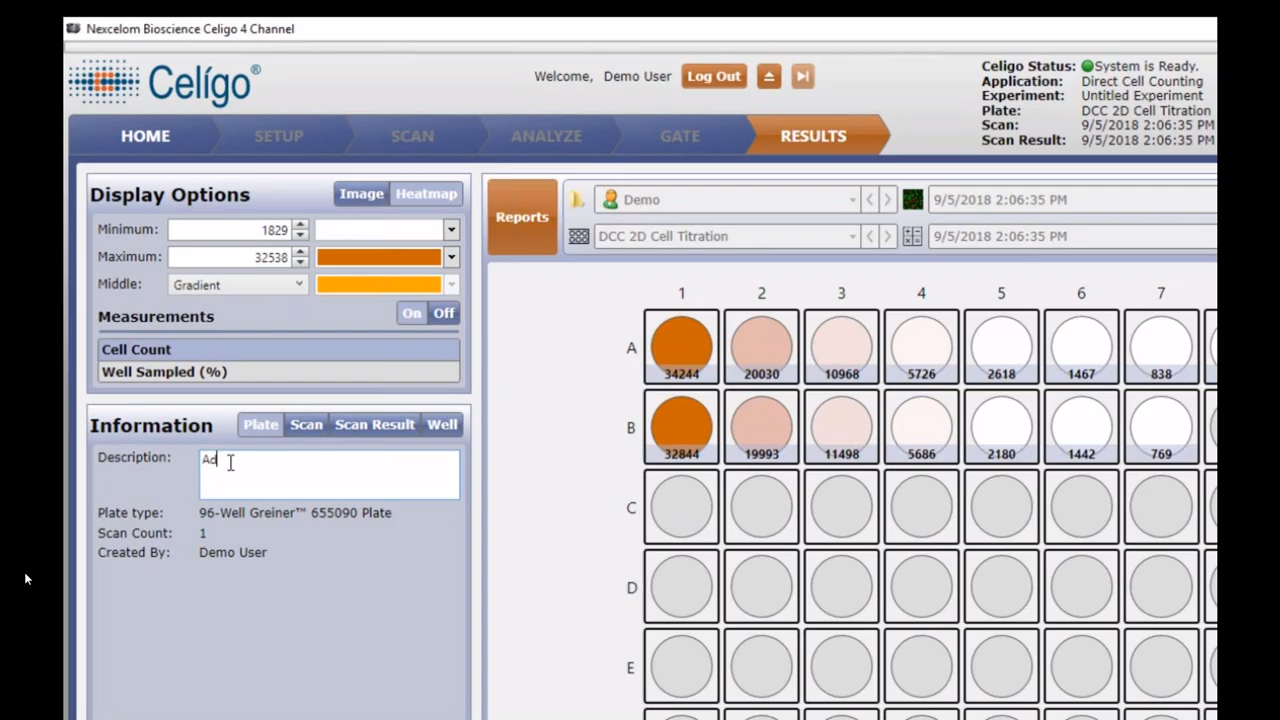 Nexcelom Bioscience Celigo 4 Channel
Celígo®
Welcome, Demo User Log Out
Celigo Status: System is Ready.
Application: Direct Cell Counting
Experiment: Untitled Experiment
Plate: DCC 2D Cell Titration
Scan: 9/5/2018 2:06:35 PM
Scan Result: 9/5/2018 2:06:35 PM
HOME SETUP SCAN ANALYZE GATE RESULTS
Display Options Image Heatmap
Minimum: 1829
Maximum: 32538
Middle: Gradient
Measurements On Off
Cell Count
Well Sampled (%)
Information Plate Scan Scan Result Well
Description: Ad
Plate type: 96-Well Greiner™ 655090 Plate
Scan Count: 1
Created By: Demo User
Reports
Demo 9/5/2018 2:06:35 PM
DCC 2D Cell Titration 9/5/2018 2:06:35 PM
1 2 3 4 5 6 7
A 34244 20030 10968 5726 2618 1467 838
B 32844 19993 11498 5686 2180 1442 769
C
D
E